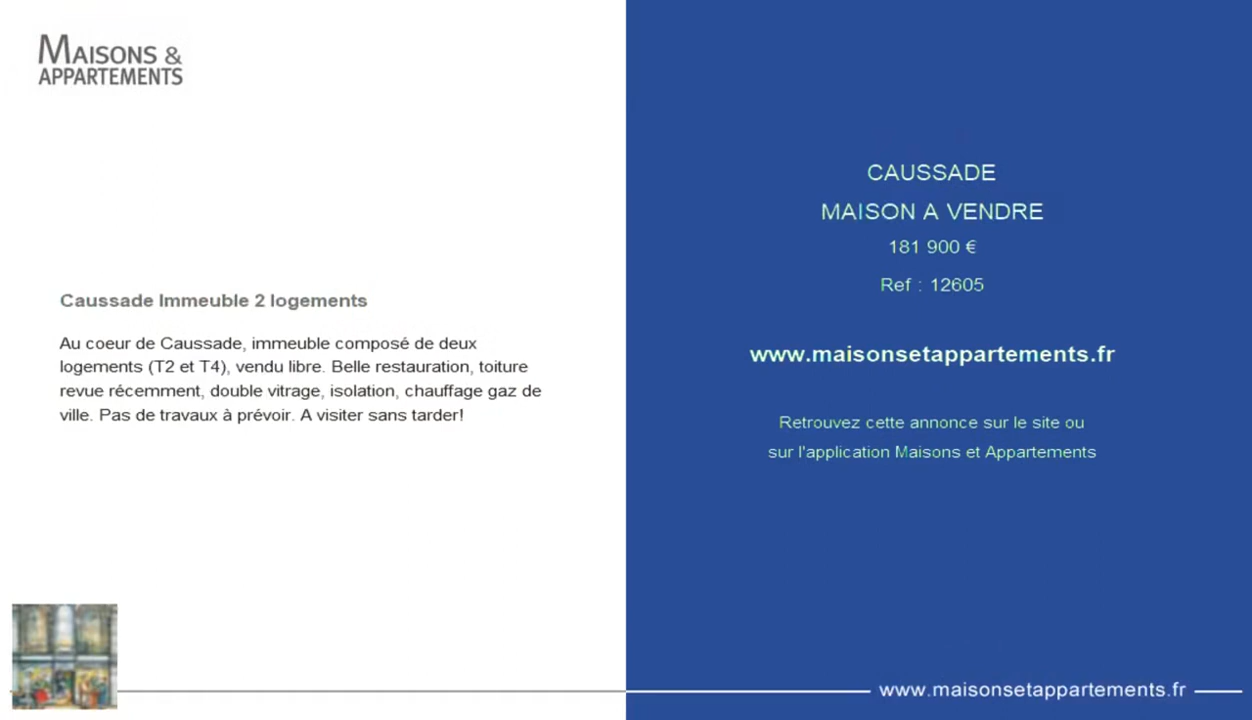 MAISONS &
APPARTEMENTS
Caussade Immeuble 2 logements
Au coeur de Caussade, immeuble composé de deux
logements (T2 et T4), vendu libre. Belle restauration, toiture
revue récemment, double vitrage, isolation, chauffage gaz de
ville. Pas de travaux à prévoir. A visiter sans tarder!
CAUSSADE
MAISON A VENDRE
181 900 €
Ref : 12605
www.maisonsetappartements.fr
Retrouvez cette annonce sur le site ou
sur l'application Maisons et Appartements
www.maisonsetappartements.fr